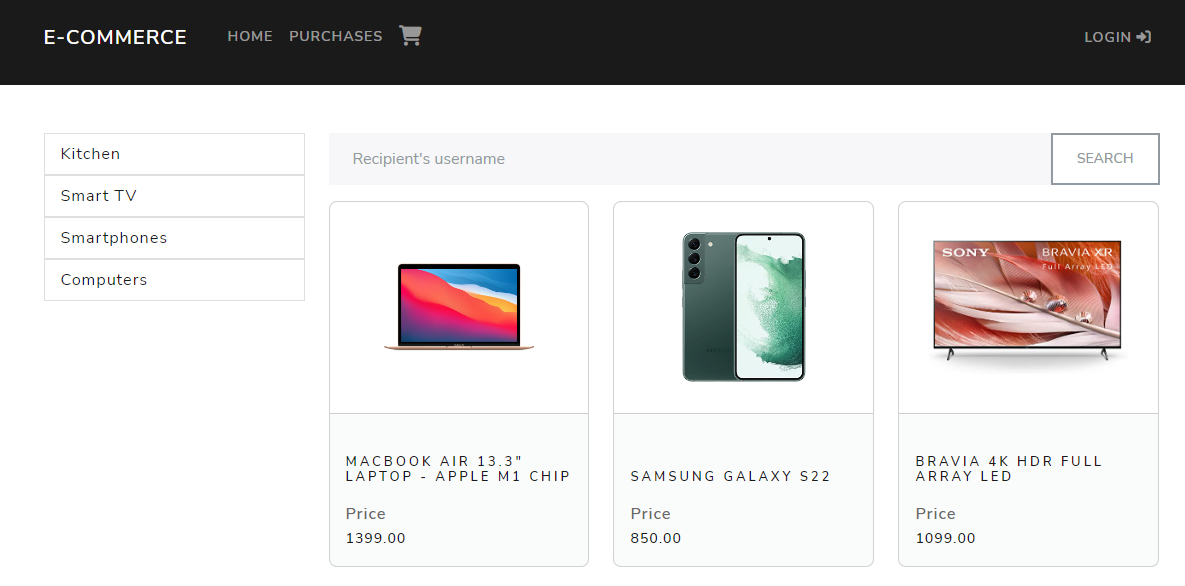 E-COMMERCE
HOME PURCHASES
LOGIN
Kitchen
Smart TV
Smartphones
Computers
Recipient's username
SEARCH
SONY
BRAVIA XR
Full Array LED
MACBOOK AIR 13.3"
LAPTOP - APPLE M1 CHIP
Price
1399.00
SAMSUNG GALAXY S22
Price
850.00
BRAVIA 4K HDR FULL
ARRAY LED
Price
1099.00